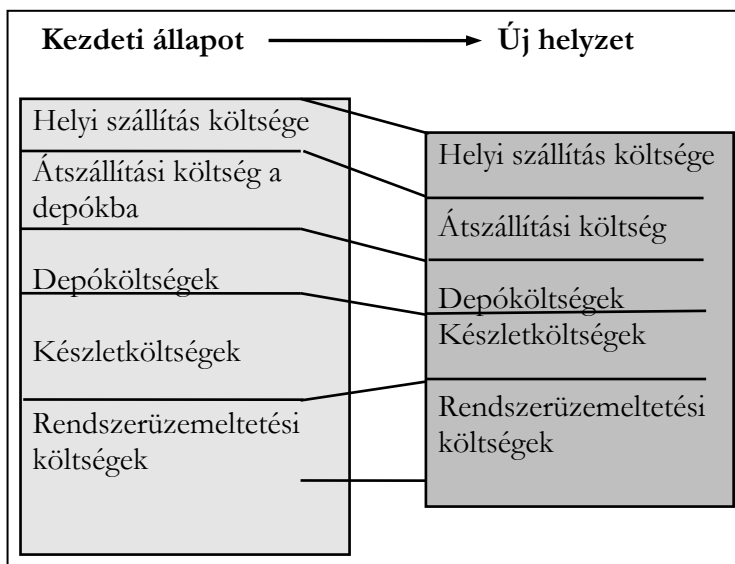 Kezdeti állapot Új helyzet
Helyi szállítás költsége
Átszállítási költség a
depókba
Depóköltségek
Készletköltségek
Rendszerüzemeltetési
költségek
Helyi szállítás költsége
Átszállítási költség
Depóköltségek
Készletköltségek
Rendszerüzemeltetési
költségek